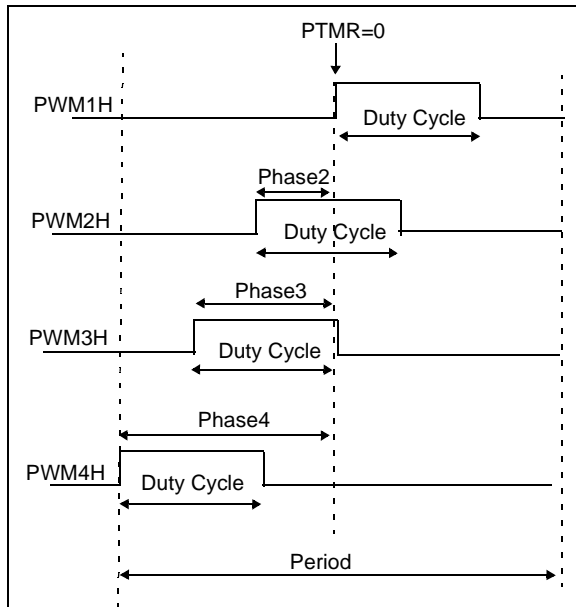 PTMR=0
PWM1H
Duty Cycle
Phase2
PWM2H
Duty Cycle
Phase3
PWM3H
Duty Cycle
Phase4
PWM4H
Duty Cycle
Period